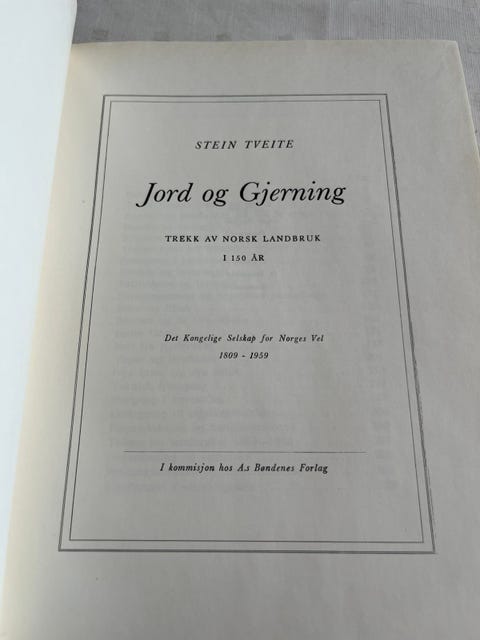 STEIN TVEITE
Jord og Gjerning
TREKK AV NORSK LANDBRUK
I 150 ÅR
Det Kongelige Selskap for Norges Vel
1809 - 1959
I kommisjon hos A.s Bøndenes Forlag